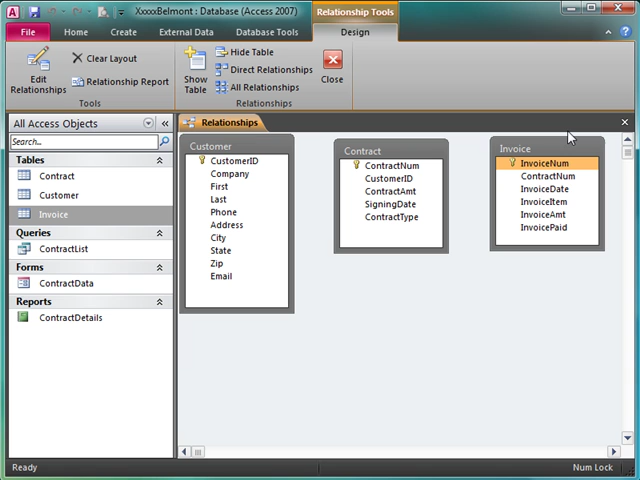 XxxxxBelmont : Database (Access 2007)
Relationship Tools
File
Home
Create
External Data
Database Tools
Design
Edit
Relationships
Clear Layout
Relationship Report
Tools
Show
Table
Hide Table
Direct Relationships
All Relationships
Relationships
Close
All Access Objects
Search...
Tables
Contract
Customer
Invoice
Queries
ContractList
Forms
ContractData
Reports
ContractDetails
Relationships
Customer
CustomerID
Company
First
Last
Phone
Address
City
State
Zip
Email
Contract
ContractNum
CustomerID
ContractAmt
SigningDate
ContractType
Invoice
InvoiceNum
ContractNum
InvoiceDate
InvoiceItem
InvoiceAmt
InvoicePaid
Ready
Num Lock